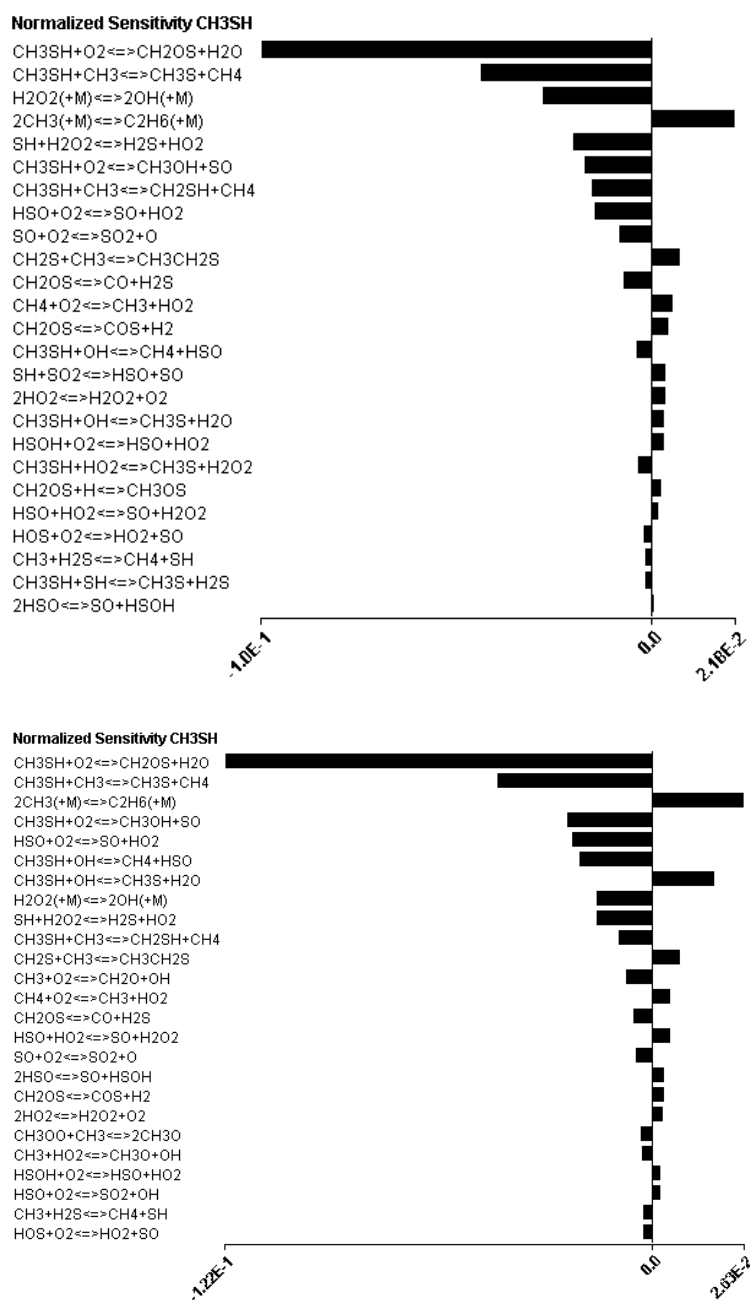 Normalized Sensitivity CH3SH
CH3SH+O2<=>CH2OS+H2O
CH3SH+CH3<=>CH3S+CH4
H2O2(+M)<=>2OH(+M)
2CH3(+M)<=>C2H6(+M)
SH+H2O2<=>H2S+HO2
CH3SH+O2<=>CH3OH+SO
CH3SH+CH3<=>CH2SH+CH4
HSO+O2<=>SO+HO2
SO+O2<=>SO2+O
CH2S+CH3<=>CH3CH2S
CH2OS<=>CO+H2S
CH4+O2<=>CH3+HO2
CH2OS<=>COS+H2
CH3SH+OH<=>CH4+HSO
SH+SO2<=>HSO+SO
2HO2<=>H2O2+O2
CH3SH+OH<=>CH3S+H2O
HSOH+O2<=>HSO+HO2
CH3SH+HO2<=>CH3S+H2O2
CH2OS+H<=>CH3OS
HSO+HO2<=>SO+H2O2
HOS+O2<=>HO2+SO
CH3+H2S<=>CH4+SH
CH3SH+SH<=>CH3S+H2S
2HSO<=>SO+HSOH
-1.0E-1 0.0 2.18E-2
Normalized Sensitivity CH3SH
CH3SH+O2<=>CH2OS+H2O
CH3SH+CH3<=>CH3S+CH4
2CH3(+M)<=>C2H6(+M)
CH3SH+O2<=>CH3OH+SO
HSO+O2<=>SO+HO2
CH3SH+OH<=>CH4+HSO
CH3SH+OH<=>CH3S+H2O
H2O2(+M)<=>2OH(+M)
SH+H2O2<=>H2S+HO2
CH3SH+CH3<=>CH2SH+CH4
CH2S+CH3<=>CH3CH2S
CH3+O2<=>CH2O+OH
CH4+O2<=>CH3+HO2
CH2OS<=>CO+H2S
HSO+HO2<=>SO+H2O2
SO+O2<=>SO2+O
2HSO<=>SO+HSOH
CH2OS<=>COS+H2
2HO2<=>H2O2+O2
CH3OO+CH3<=>2CH3O
CH3+HO2<=>CH3O+OH
HSOH+O2<=>HSO+HO2
HSO+O2<=>SO2+OH
CH3+H2S<=>CH4+SH
HOS+O2<=>HO2+SO
-1.22E-1 0.0 2.63E-2